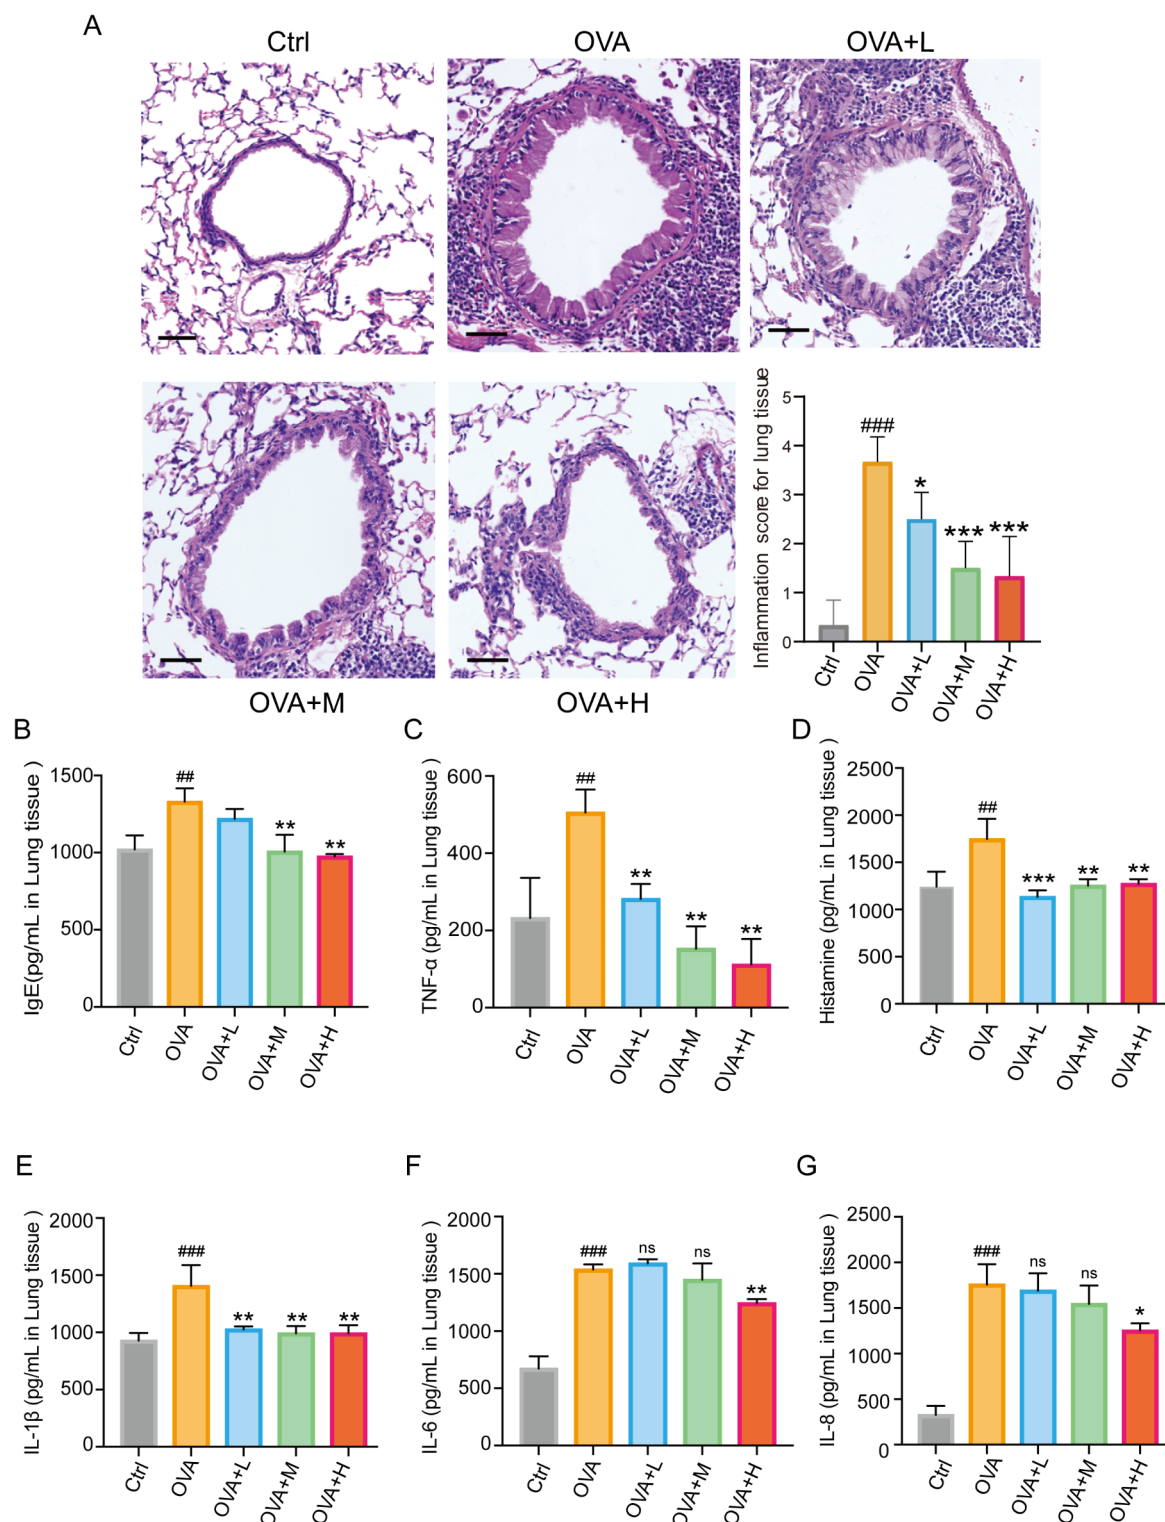 A
Ctrl
OVA
OVA+L
OVA+M
OVA+H
Inflammation score for lung tissue
5
4
3
2
1
0
###
*
***
***
Ctrl
OVA
OVA+L
OVA+M
OVA+H
B
IgE(pg/mL in Lung tissue )
1500
1000
500
0
##
**
**
Ctrl
OVA
OVA+L
OVA+M
OVA+H
C
TNF-α (pg/mL in Lung tissue )
600
400
200
0
##
**
**
**
Ctrl
OVA
OVA+L
OVA+M
OVA+H
D
Histamine (pg/mL in Lung tissue )
2500
2000
1500
1000
500
0
##
***
**
**
Ctrl
OVA
OVA+L
OVA+M
OVA+H
E
IL-1β (pg/mL in Lung tissue )
2000
1500
1000
500
0
###
**
**
**
Ctrl
OVA
OVA+L
OVA+M
OVA+H
F
IL-6 (pg/mL in Lung tissue )
2000
1500
1000
500
0
###
ns
ns
**
Ctrl
OVA
OVA+L
OVA+M
OVA+H
G
IL-8 (pg/mL in Lung tissue )
2500
2000
1500
1000
500
0
###
ns
ns
*
Ctrl
OVA
OVA+L
OVA+M
OVA+H